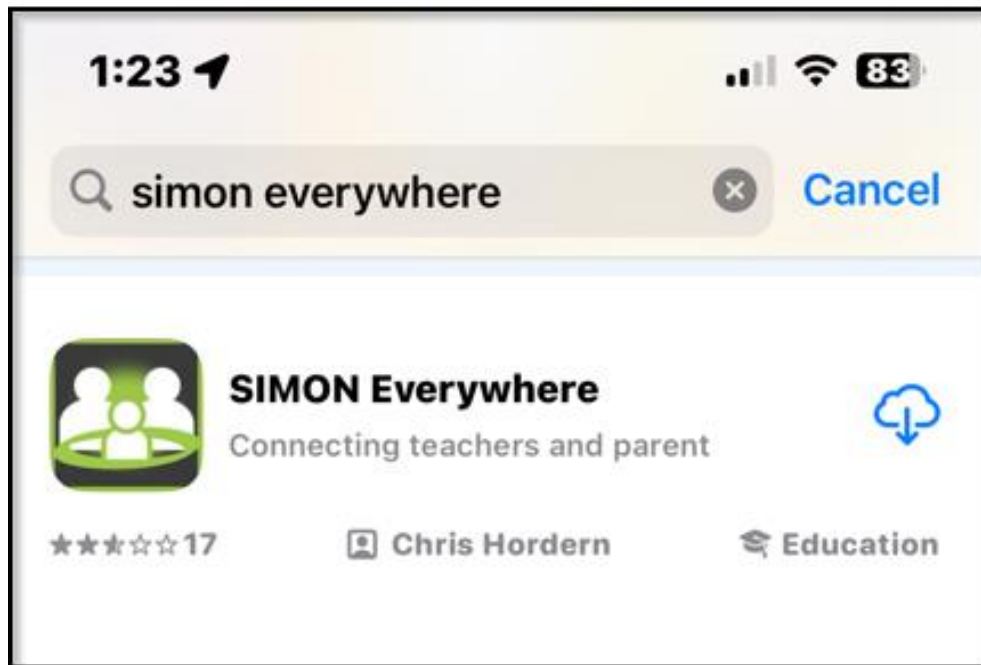 1:23
83
simon everywhere
Cancel
SIMON Everywhere
Connecting teachers and parent
17
Chris Hordern
Education